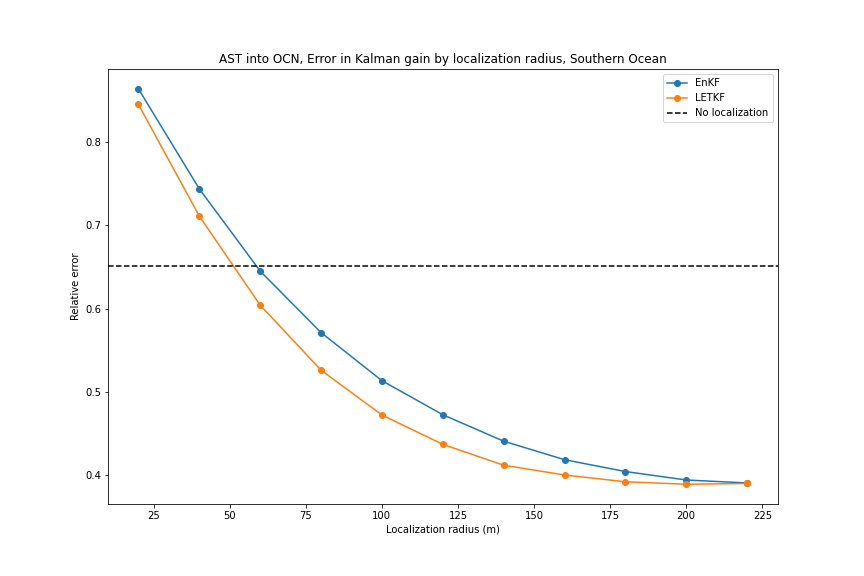 AST into OCN, Error in Kalman gain by localization radius, Southern Ocean
EnKF
LETKF
No localization
Relative error
0.8
0.7
0.6
0.5
0.4
25
50
75
100
125
150
175
200
225
Localization radius (m)